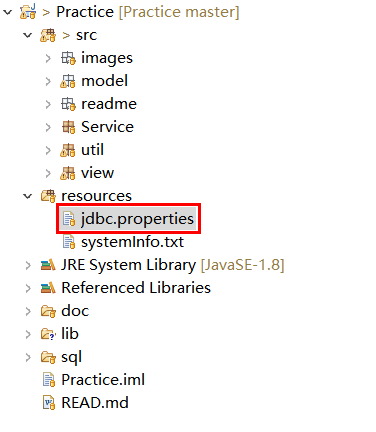 > Practice [Practice master]
> src
images
model
readme
Service
util
view
resources
jdbc.properties
systemInfo.txt
JRE System Library [JavaSE-1.8]
Referenced Libraries
doc
lib
sql
Practice.iml
READ.md